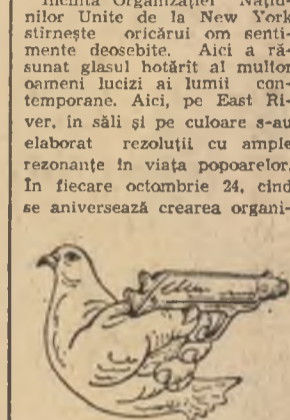 Incinta Organizației Națiu-
nilor Unite de la New York
stîrnește oricărui om senti-
mente deosebite. Aici a ră-
sunat glasul hotărît al multor
oameni lucizi ai lumii con-
temporane. Aici, pe East Ri-
ver, in săli și pe culoare s-au
elaborat rezoluții cu ample
rezonanțe în viața popoarelor.
În fiecare octombrie 24, cînd
se aniversează crearea organi-